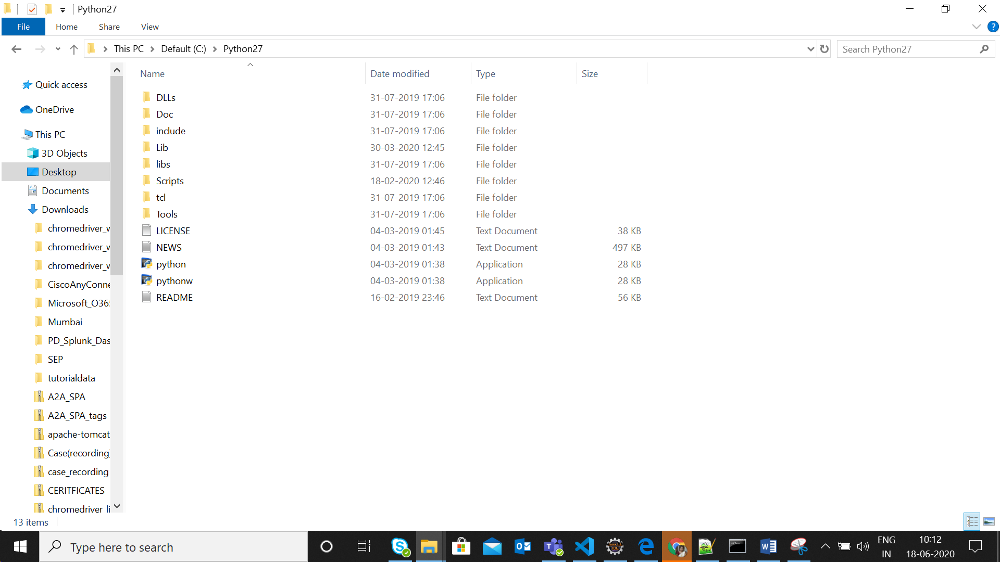 Python27
File Home Share View
This PC Default (C:) Python27
Search Python27
Name Date modified Type Size
Quick access
OneDrive
This PC
3D Objects
Desktop
Documents
Downloads
chromedriver_w
chromedriver_w
chromedriver_w
CiscoAnyConne
Microsoft_O365
Mumbai
PD_Splunk_Das
SEP
tutorialdata
A2A_SPA
A2A_SPA_tags
apache-tomcat
Case(recording)
case_recording
CERITFICATES
chromedriver_li
DLLs 31-07-2019 17:06 File folder
Doc 31-07-2019 17:06 File folder
include 31-07-2019 17:06 File folder
Lib 30-03-2020 12:45 File folder
libs 31-07-2019 17:06 File folder
Scripts 18-02-2020 12:46 File folder
tcl 31-07-2019 17:06 File folder
Tools 31-07-2019 17:06 File folder
LICENSE 04-03-2019 01:45 Text Document 38 KB
NEWS 04-03-2019 01:43 Text Document 497 KB
python 04-03-2019 01:38 Application 28 KB
pythonw 04-03-2019 01:38 Application 28 KB
README 16-02-2019 23:46 Text Document 56 KB
13 items
Type here to search
ENG
IN
10:12
18-06-2020